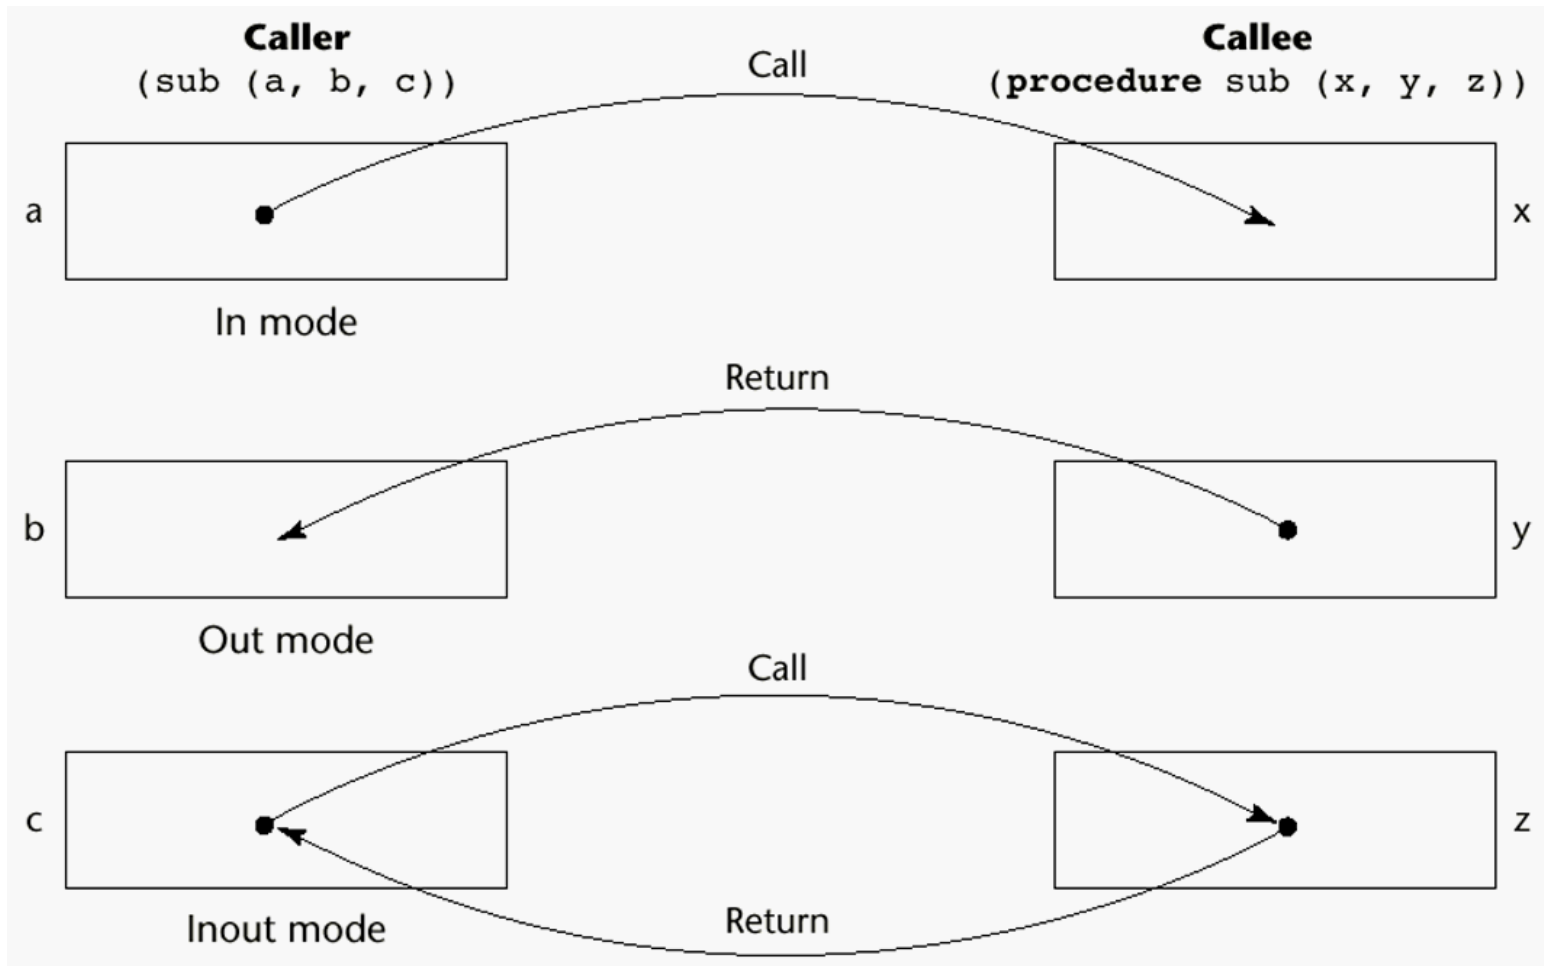 Caller
Callee
Call
(sub (a, b, c))
(procedure sub (x, y, z))
a
x
In mode
Return
b
y
Out mode
Call
c
z
Return
Inout mode